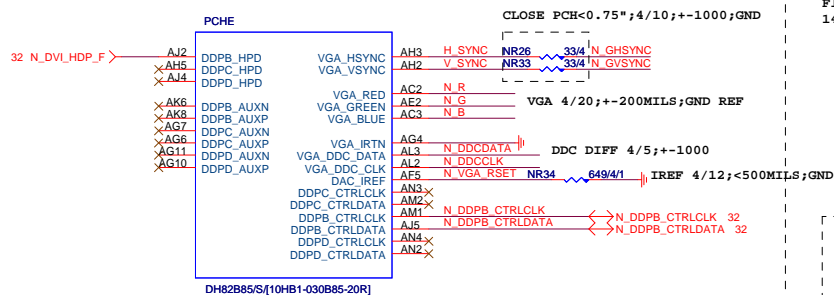 CLOSE PCH<0.75";4/10;+-1000;GND
PCHE
32 N_DVI_HDP_F
AJ2 DDPB_HPD
AH5 DDPC_HPD
AJ4 DDPD_HPD
AK6 DDPB_AUXN
AK8 DDPB_AUXP
AG7 DDPC_AUXN
AG6 DDPC_AUXP
AG11 DDPD_AUXN
AG10 DDPD_AUXP
VGA_HSYNC AH3 H_SYNC NR26 33/4 N_GHSYNC
VGA_VSYNC AH2 V_SYNC NR33 33/4 N_GVSYNC
VGA_RED AC2 N_R
VGA_GREEN AE2 N_G
VGA_BLUE AC3 N_B
VGA 4/20;+-200MILS;GND REF
VGA_IRTN AG4
VGA_DDC_DATA AL3 N_DDCDATA
VGA_DDC_CLK AL2 N_DDCCLK
DDC DIFF 4/5;+-1000
DAC_IREF AF5 N_VGA_RSET NR34 649/4/1 IREF 4/12;<500MILS;GND
DDPC_CTRLCLK AN3
DDPC_CTRLDATA AM2
DDPB_CTRLCLK AM1 N_DDPB_CTRLCLK N_DDPB_CTRLCLK 32
DDPB_CTRLDATA AJ5 N_DDPB_CTRLDATA N_DDPB_CTRLDATA 32
DDPD_CTRLCLK AN4
DDPD_CTRLDATA AN2
DH82B85/S/[10HB1-030B85-20R]